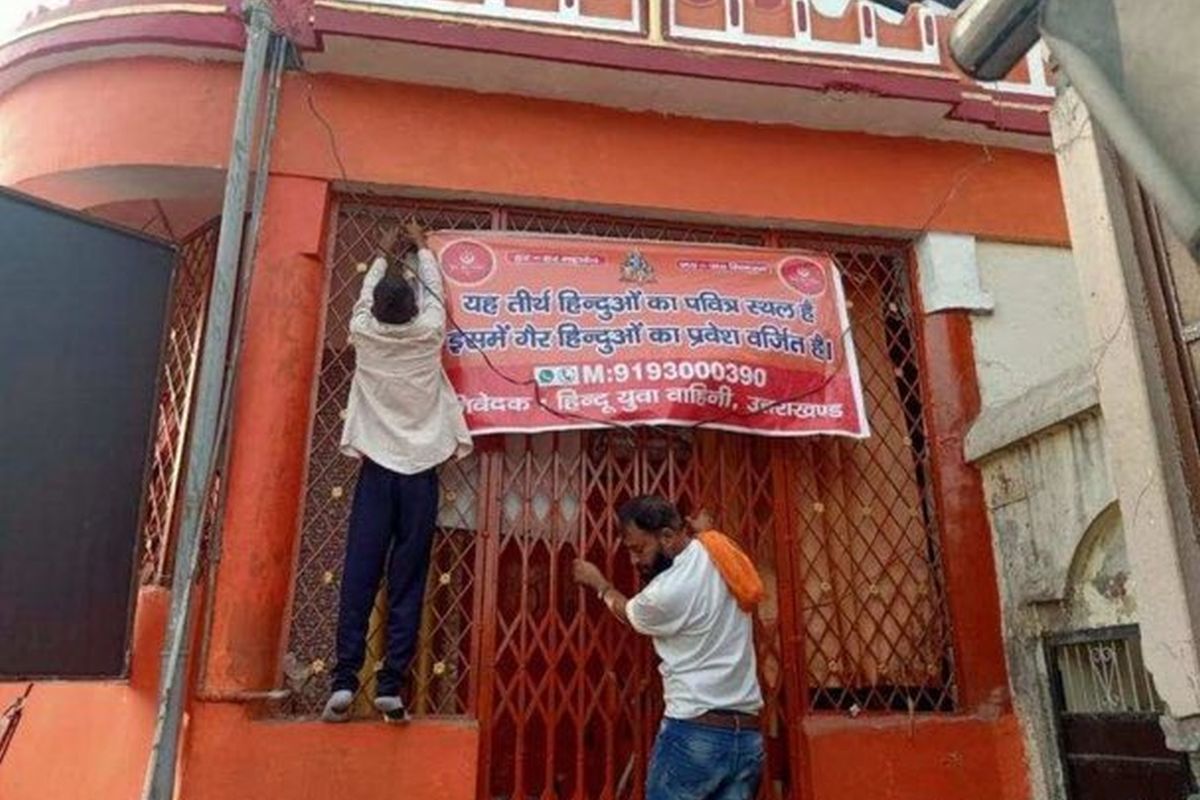 यह तीर्थ हिन्दुओं का पवित्र स्थल है
इसमें गैर हिन्दुओं का प्रवेश वर्जित है।
M:9193000390
निवेदक : हिन्दू युवा वाहिनी, उत्तराखण्ड